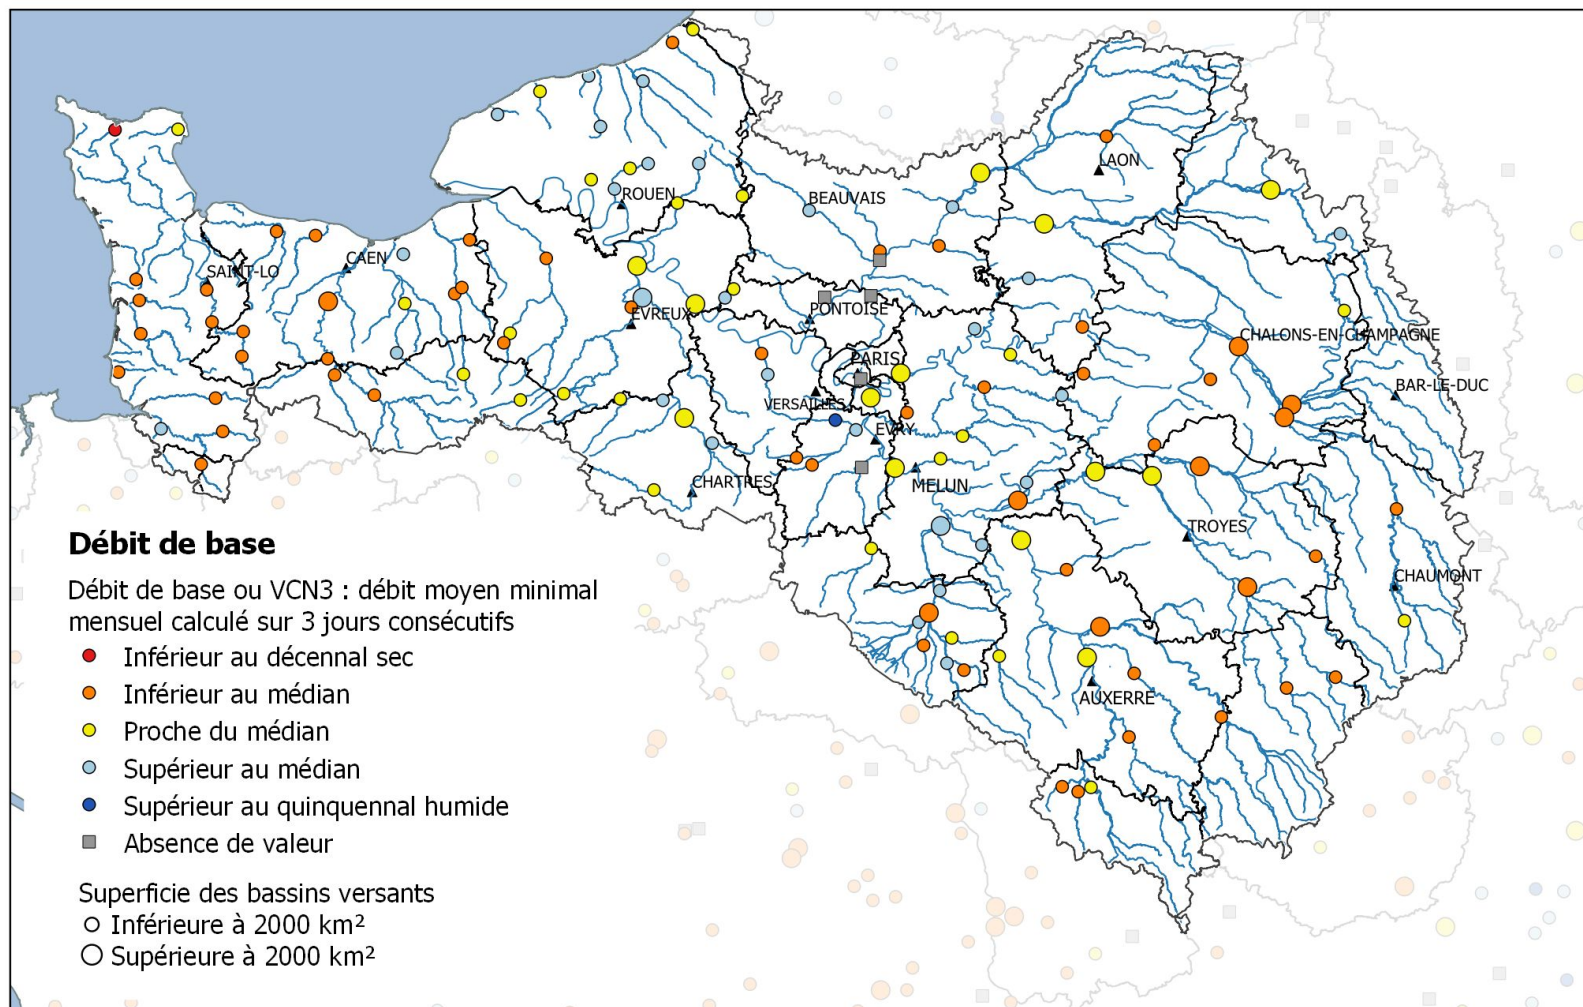 LAON
BEAUVAIS
ROUEN
CAEN
SAINT-LO
EVREUX
PONTOISE
CHALONS-EN-CHAMPAGNE
PARIS
BAR-LE-DUC
VERSAILLES
EVRY
CHARTRES
MELUN
TROYES
CHAUMONT
AUXERRE
Débit de base
Débit de base ou VCN3 : débit moyen minimal
mensuel calculé sur 3 jours consécutifs
Inférieur au décennal sec
Inférieur au médian
Proche du médian
Supérieur au médian
Supérieur au quinquennal humide
Absence de valeur
Superficie des bassins versants
Inférieure à 2000 km²
Supérieure à 2000 km²